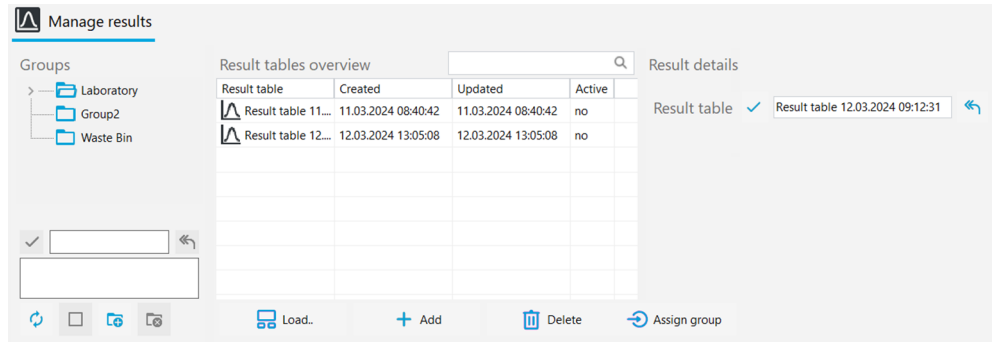 Manage results
Groups
Laboratory
Group2
Waste Bin
Result tables overview
Result table Created Updated Active
Result table 11.... 11.03.2024 08:40:42 11.03.2024 08:40:42 no
Result table 12.... 12.03.2024 13:05:08 12.03.2024 13:05:08 no
Load..
Add
Delete
Assign group
Result details
Result table Result table 12.03.2024 09:12:31